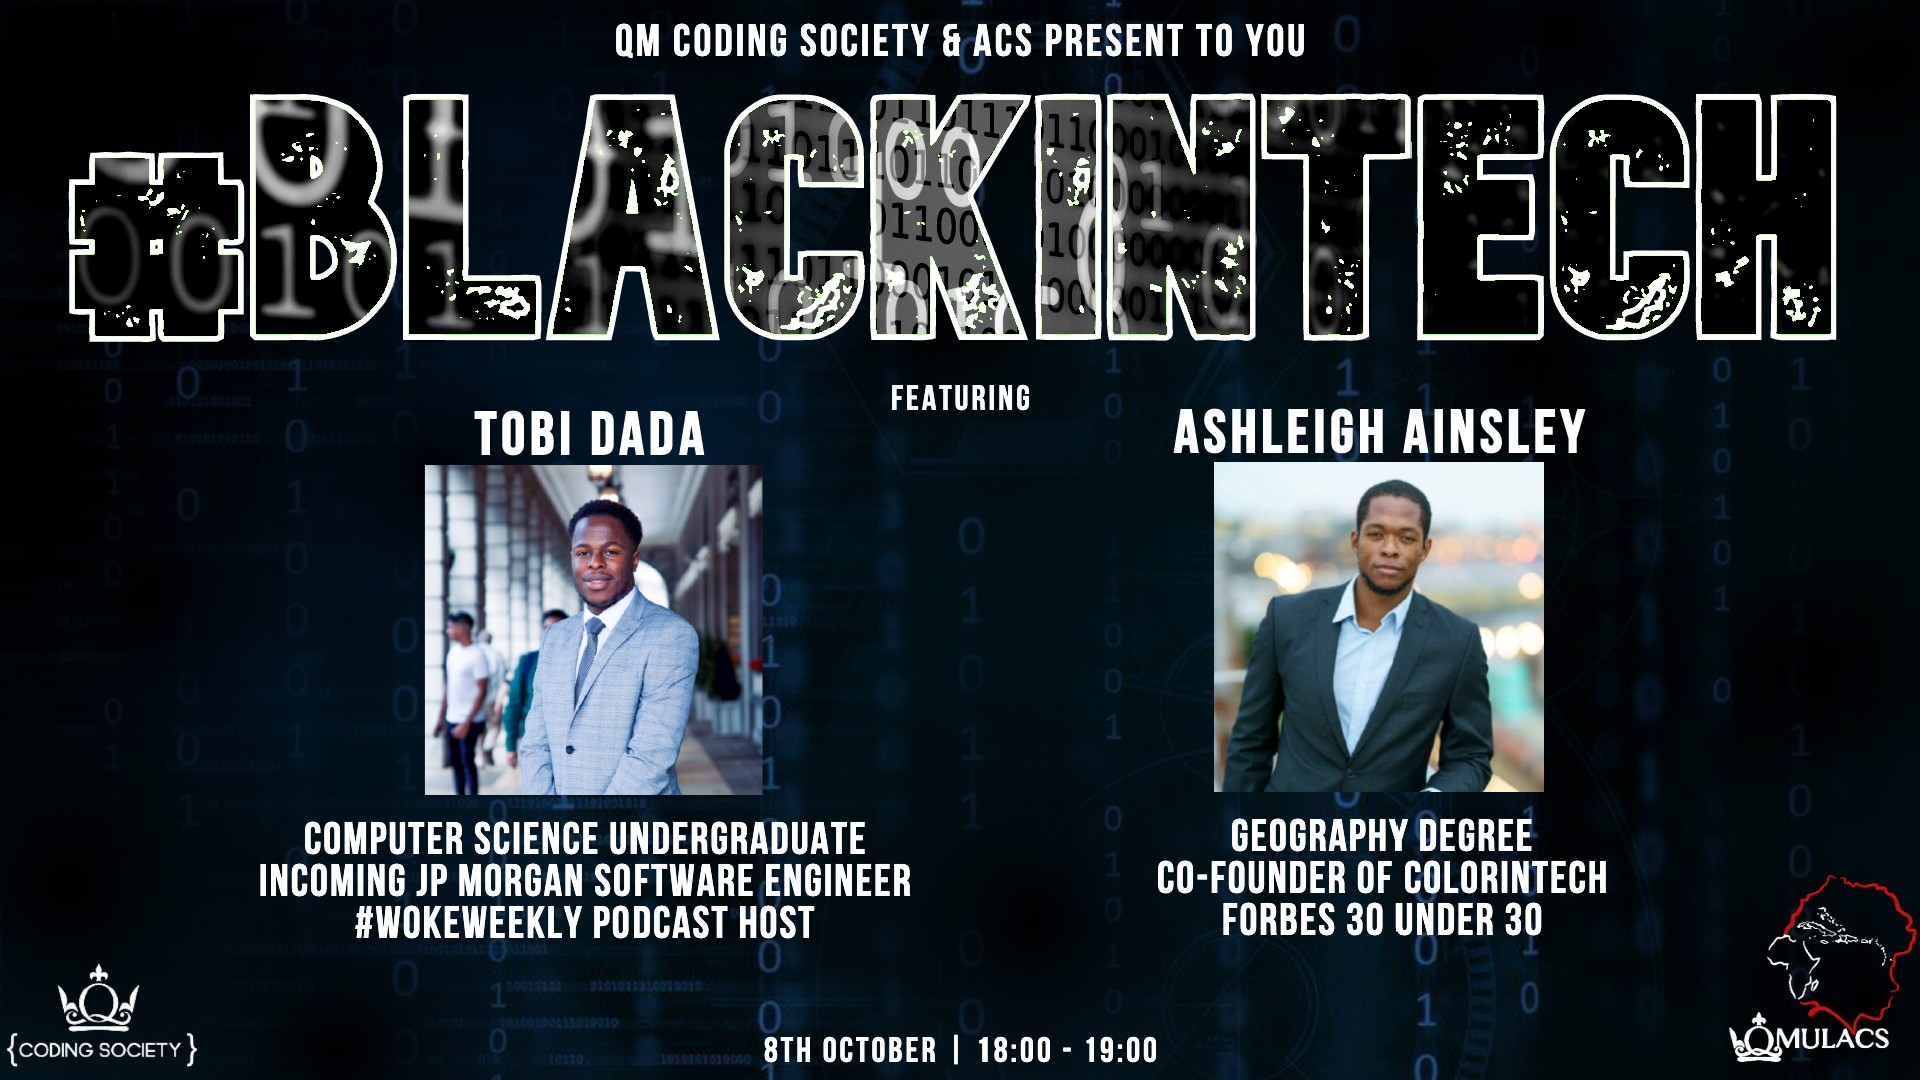 QM CODING SOCIETY & ACS PRESENT TO YOU
#BLACKINTECH
FEATURING
TOBI DADA
COMPUTER SCIENCE UNDERGRADUATE
INCOMING JP MORGAN SOFTWARE ENGINEER
#WOKEWEEKLY PODCAST HOST
ASHLEIGH AINSLEY
GEOGRAPHY DEGREE
CO-FOUNDER OF COLORINTECH
FORBES 30 UNDER 30
{CODING SOCIETY}
8TH OCTOBER | 18:00 - 19:00
QMULACS